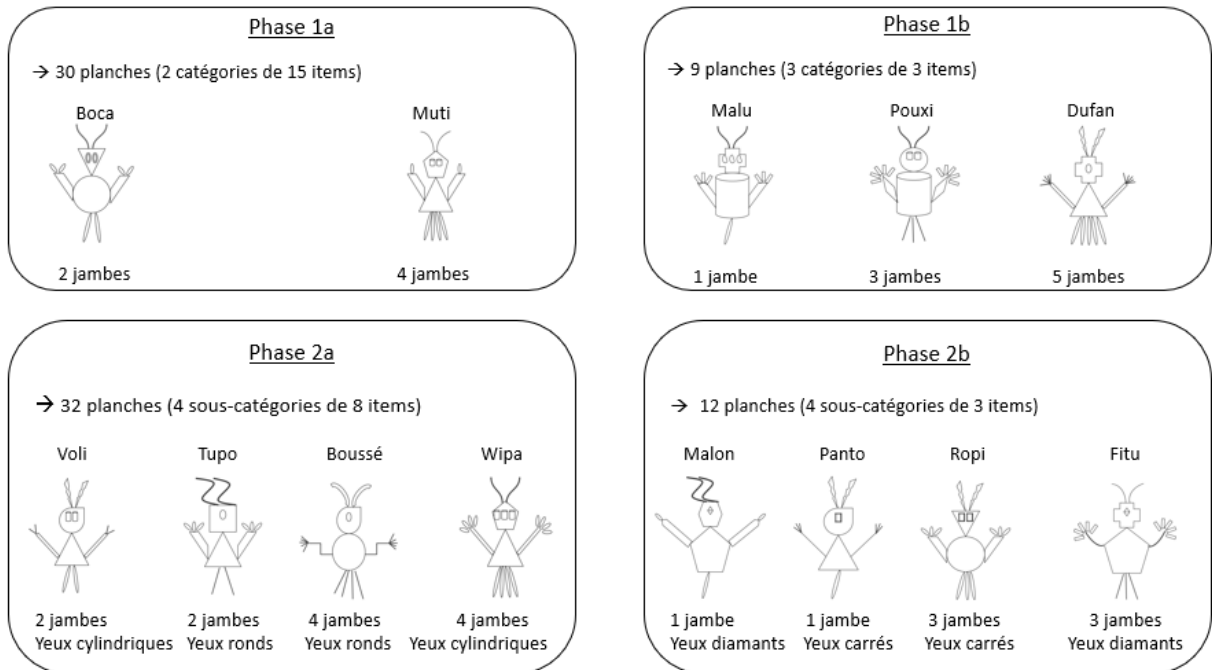 Phase 1a
→ 30 planches (2 catégories de 15 items)
Boca
Muti
2 jambes
4 jambes
Phase 1b
→ 9 planches (3 catégories de 3 items)
Malu
Pouxi
Dufan
1 jambe
3 jambes
5 jambes
Phase 2a
→ 32 planches (4 sous-catégories de 8 items)
Voli
Tupo
Boussé
Wipa
2 jambes
Yeux cylindriques
2 jambes
Yeux ronds
4 jambes
Yeux ronds
4 jambes
Yeux cylindriques
Phase 2b
→ 12 planches (4 sous-catégories de 3 items)
Malon
Panto
Ropi
Fitu
1 jambe
Yeux diamants
1 jambe
Yeux carrés
3 jambes
Yeux carrés
3 jambes
Yeux diamants